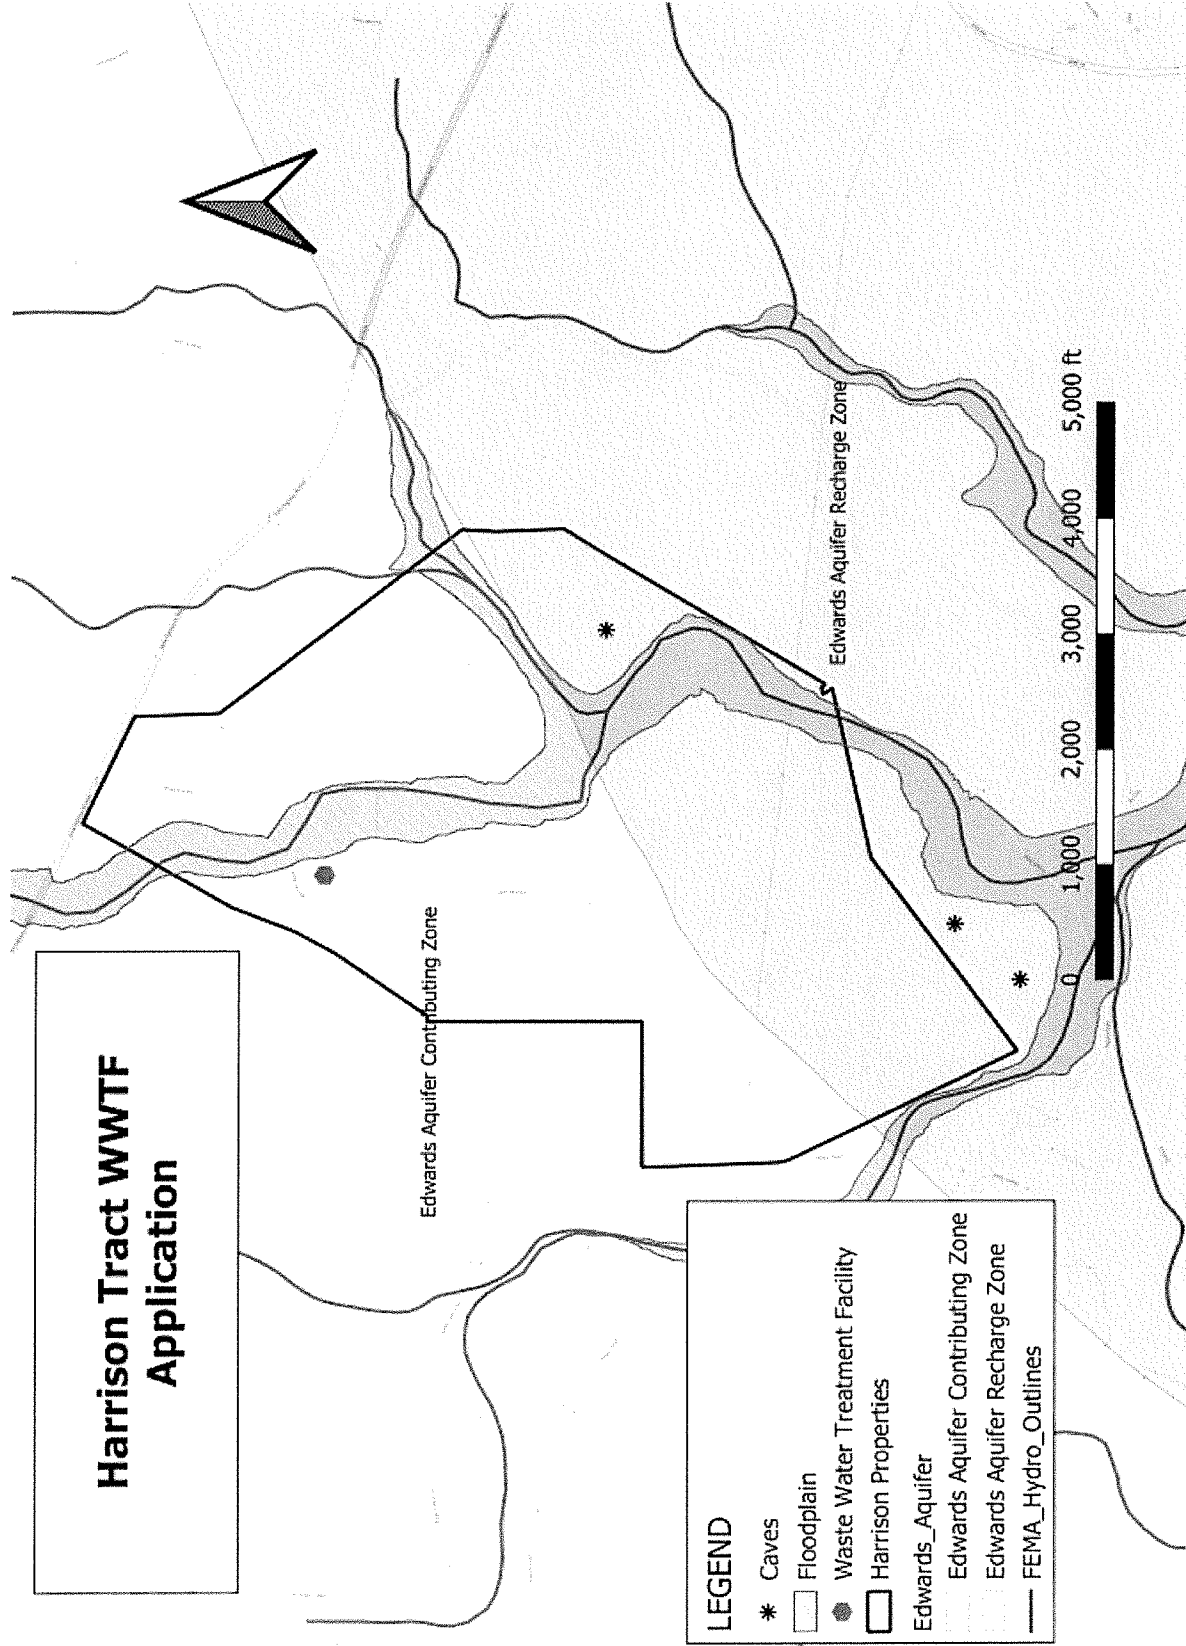 Harrison Tract WWTF
Application
Edwards Aquifer Contributing Zone
Edwards Aquifer Recharge Zone
LEGEND
Caves
Floodplain
Waste Water Treatment Facility
Harrison Properties
Edwards_Aquifer
Edwards Aquifer Contributing Zone
Edwards Aquifer Recharge Zone
FEMA_Hydro_Outlines
0 1,000 2,000 3,000 4,000 5,000 ft